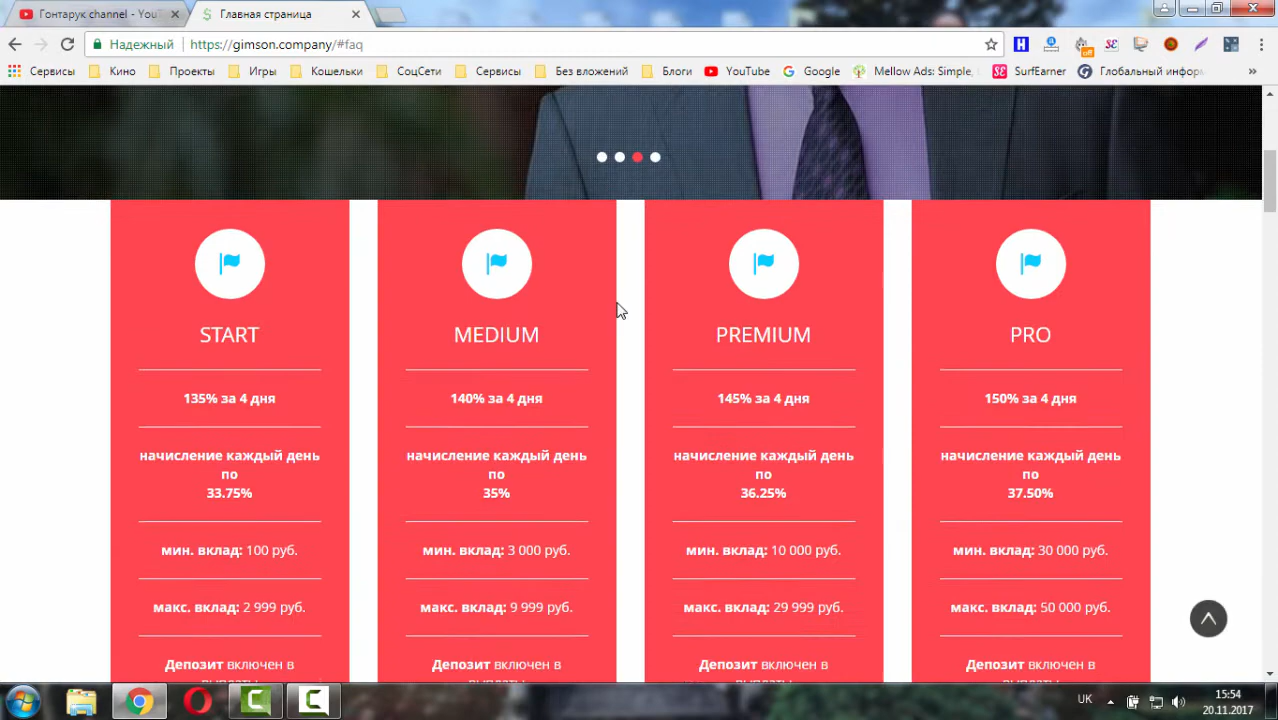 Гонтарук channel - YouT
Главная страница
Надежный
https://gimson.company/#faq
Сервисы
Кино
Проекты
Игры
Кошельки
СоцСети
Сервисы
Без вложений
Блоги
YouTube
Google
Mellow Ads: Simple,
SurfEarner
Глобальный инфор
START
135% за 4 дня
начисление каждый день
по
33.75%
мин. вклад: 100 руб.
макс. вклад: 2 999 руб.
Депозит включен в
MEDIUM
140% за 4 дня
начисление каждый день
по
35%
мин. вклад: 3 000 руб.
макс. вклад: 9 999 руб.
Депозит включен в
PREMIUM
145% за 4 дня
начисление каждый день
по
36.25%
мин. вклад: 10 000 руб.
макс. вклад: 29 999 руб.
Депозит включен в
PRO
150% за 4 дня
начисление каждый день
по
37.50%
мин. вклад: 30 000 руб.
макс. вклад: 50 000 руб.
Депозит включен в
UK
15:54
20.11.2017